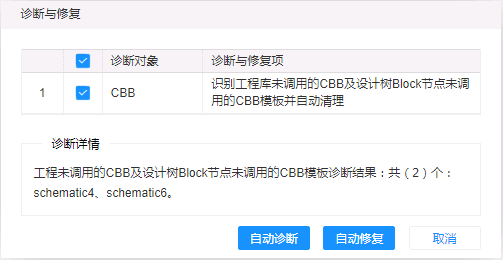 诊断与修复
诊断对象 诊断与修复项
1 CBB 识别工程库未调用的CBB及设计树Block节点未调
用的CBB模板并自动清理
诊断详情
工程未调用的CBB及设计树Block节点未调用的CBB模板诊断结果：共（2）个：
schematic4、schematic6。
自动诊断 自动修复 取消